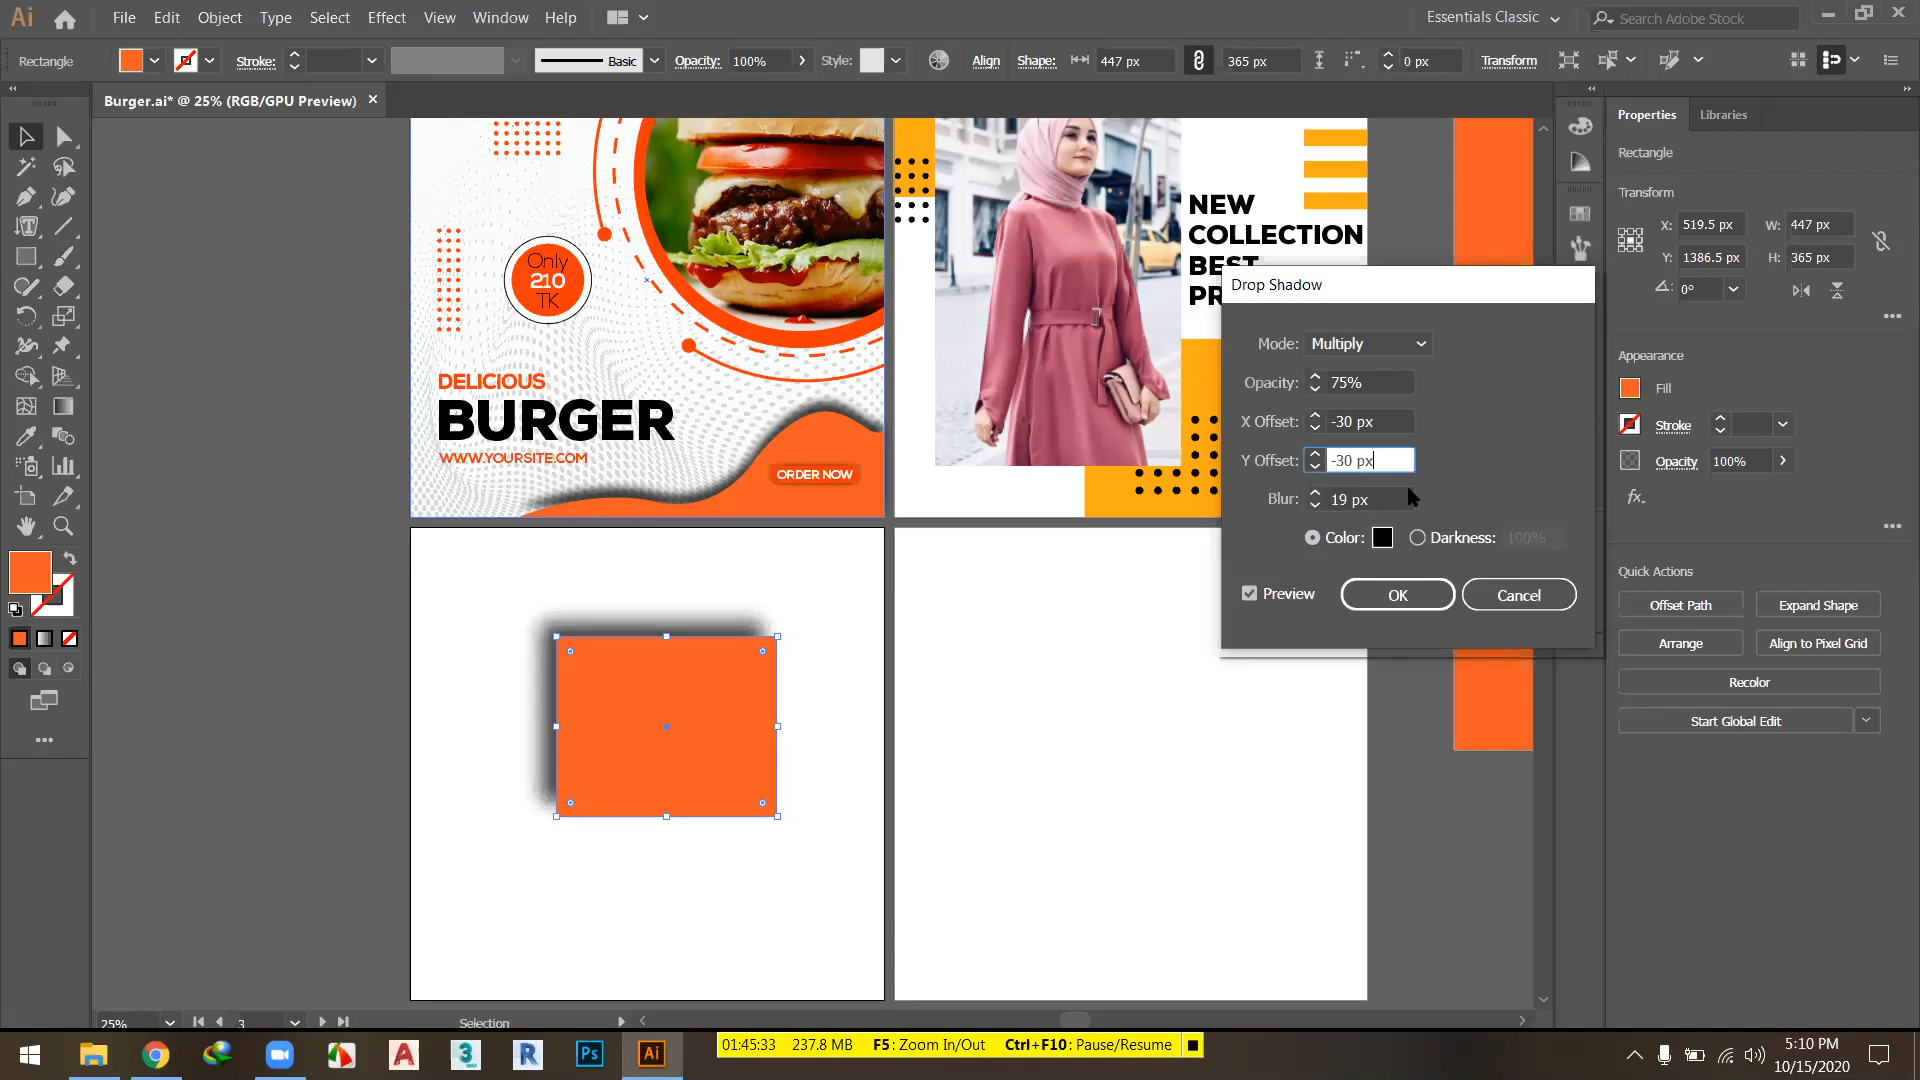 Ai
File Edit Object Type Select Effect View Window Help
Essentials Classic
Search Adobe Stock
Rectangle
Stroke:
Basic
Opacity: 100%
Style:
Align
Shape:
447 px
365 px
0 px
Transform
Burger.ai* @ 25% (RGB/GPU Preview)
Only
210
TK
DELICIOUS
BURGER
WWW.YOURSITE.COM
ORDER NOW
NEW
COLLECTION
BEST
PR
Drop Shadow
Mode: Multiply
Opacity: 75%
X Offset: -30 px
Y Offset: -30 px
Blur: 19 px
Color:
Darkness: 100%
Preview
OK
Cancel
Properties
Libraries
Rectangle
Transform
X: 519.5 px
W: 447 px
Y: 1386.5 px
H: 365 px
0°
Appearance
Fill
Stroke
Opacity 100%
fx.
Quick Actions
Offset Path
Expand Shape
Arrange
Align to Pixel Grid
Recolor
Start Global Edit
25%
3
Selection
Ps
Ai
01:45:33 237.8 MB F5: Zoom In/Out Ctrl+F10: Pause/Resume
5:10 PM
10/15/2020